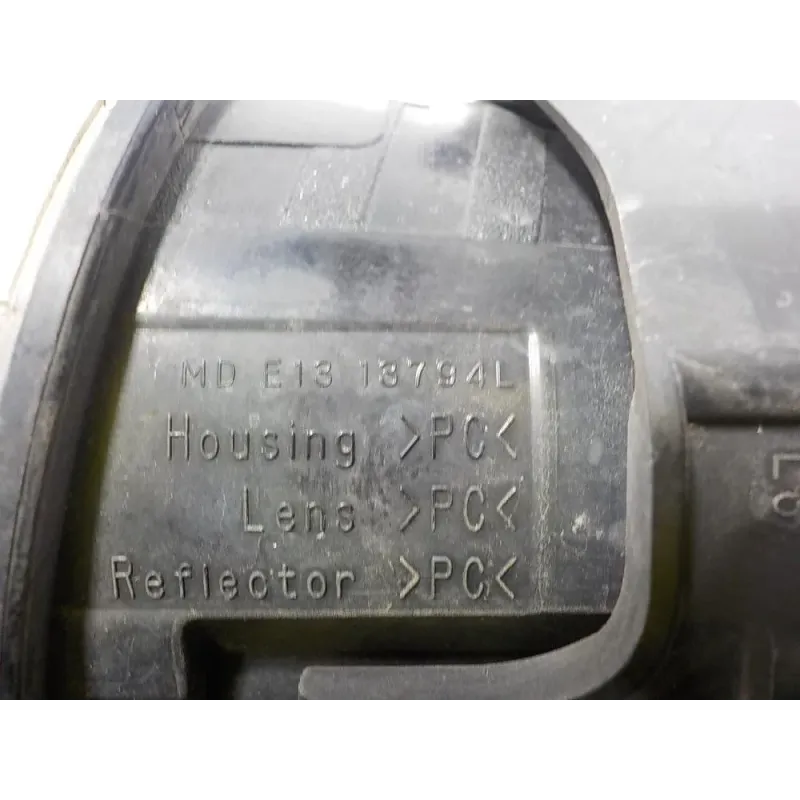 MD E13 13794L
Housing >PC<
Lens >PC<
Reflector >PC<